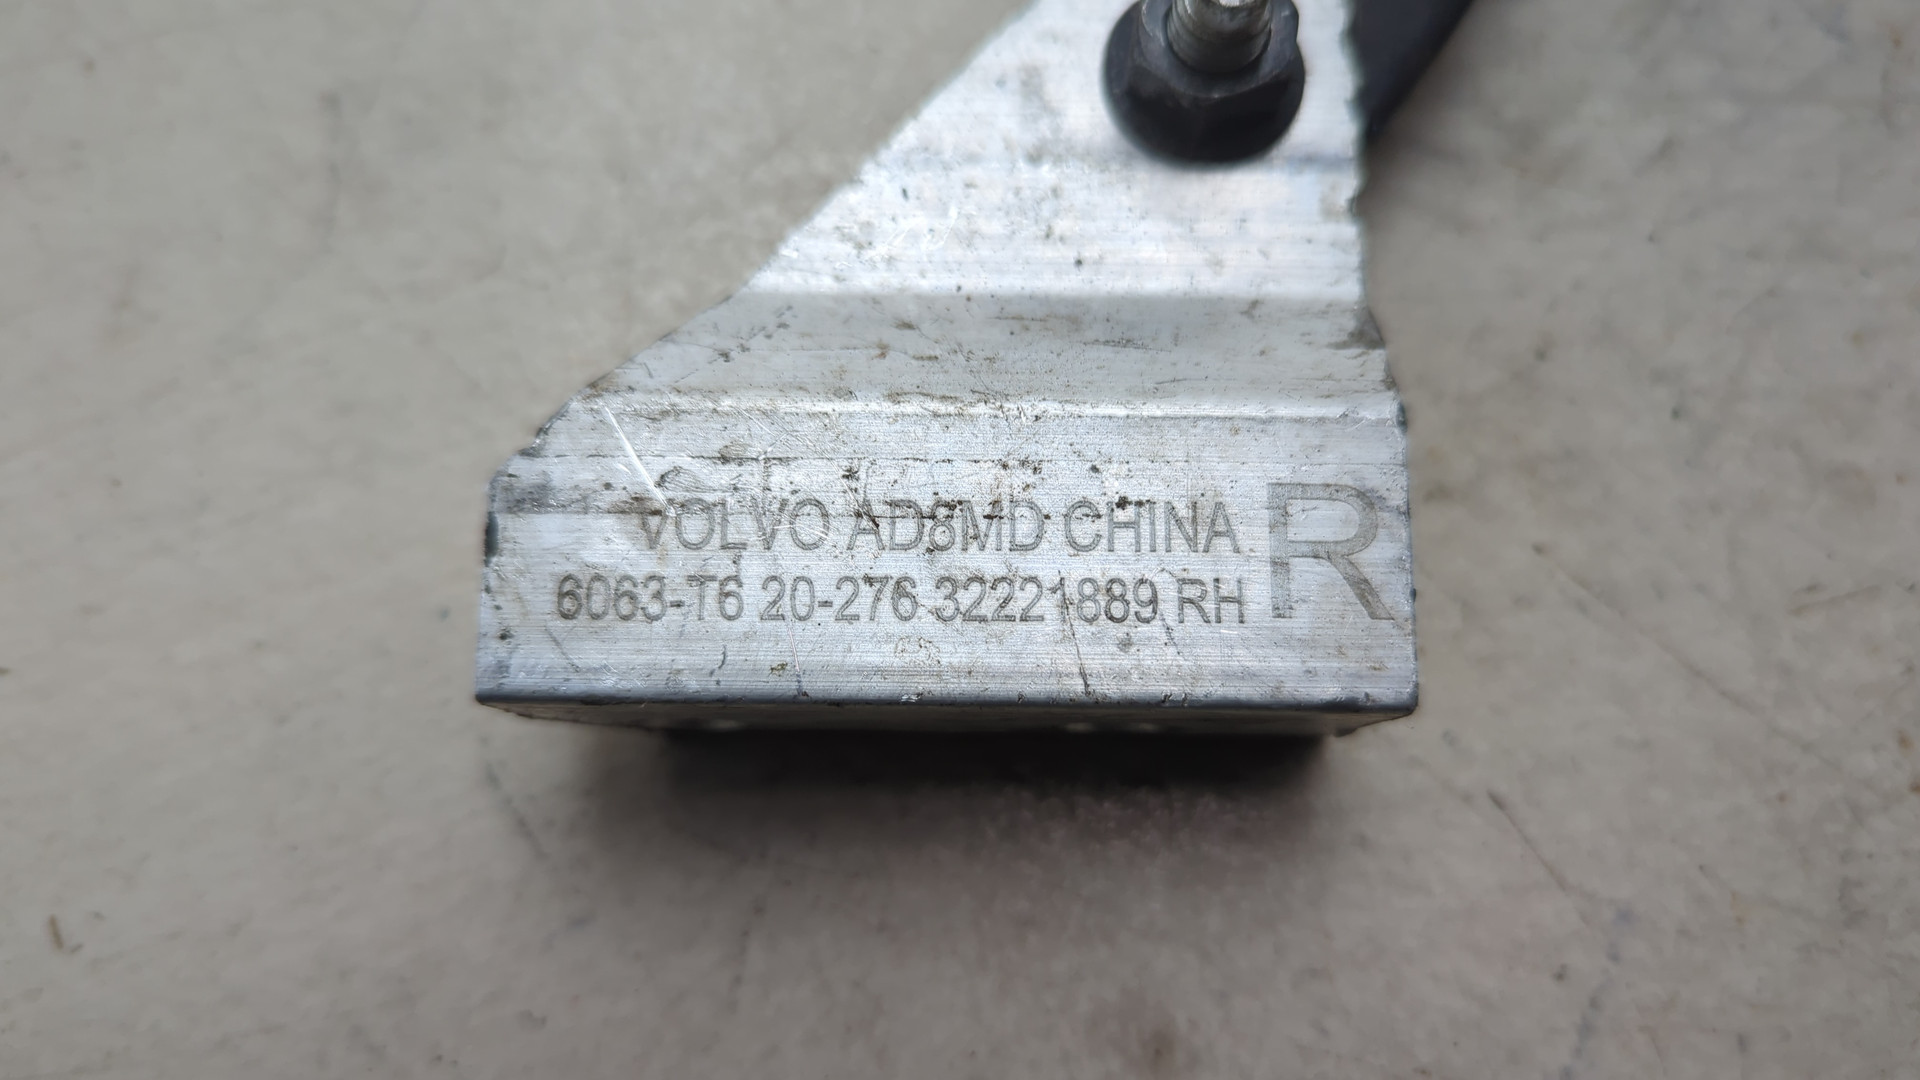 VOLVO AD8MD CHINA
6063-T6 20-276 32221889 RH
R